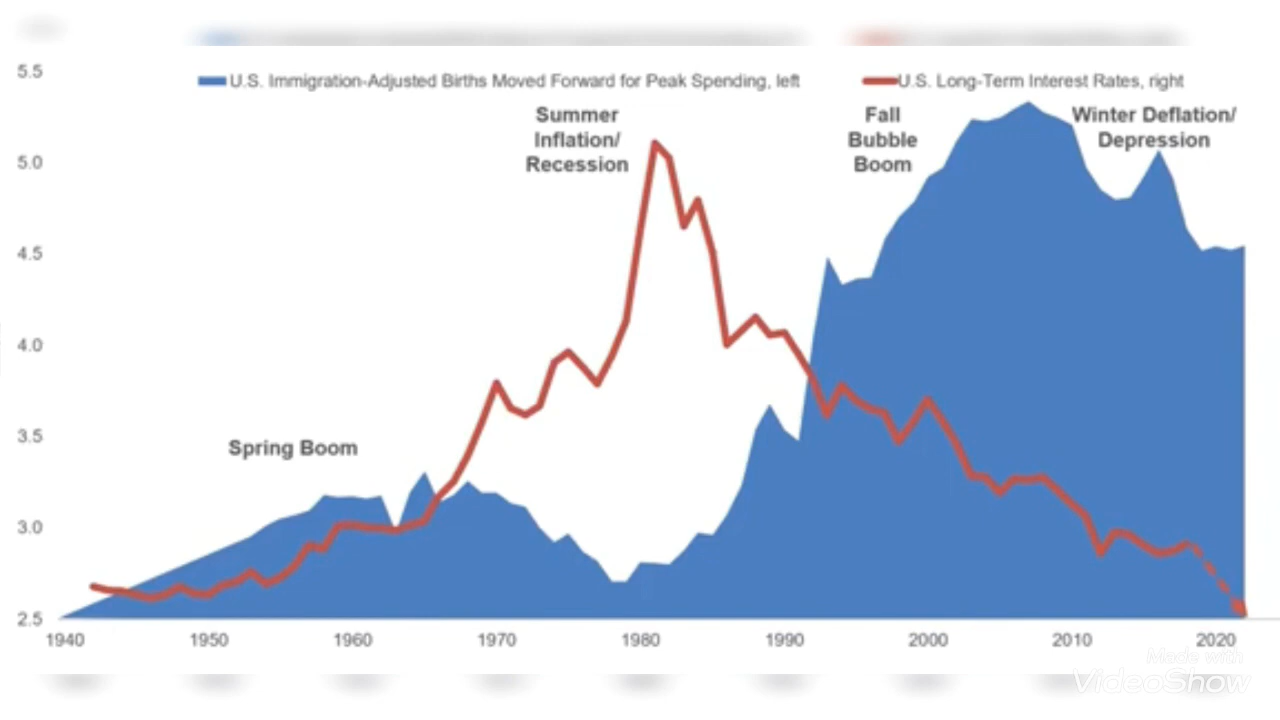 5.5
U.S. Immigration-Adjusted Births Moved Forward for Peak Spending, left
U.S. Long-Term Interest Rates, right
Summer
Inflation/
Recession
Fall
Bubble
Boom
Winter Deflation/
Depression
5.0
4.5
4.0
3.5
Spring Boom
3.0
2.5
1940 1950 1960 1970 1980 1990 2000 2010 2020
Made with
VideoShow